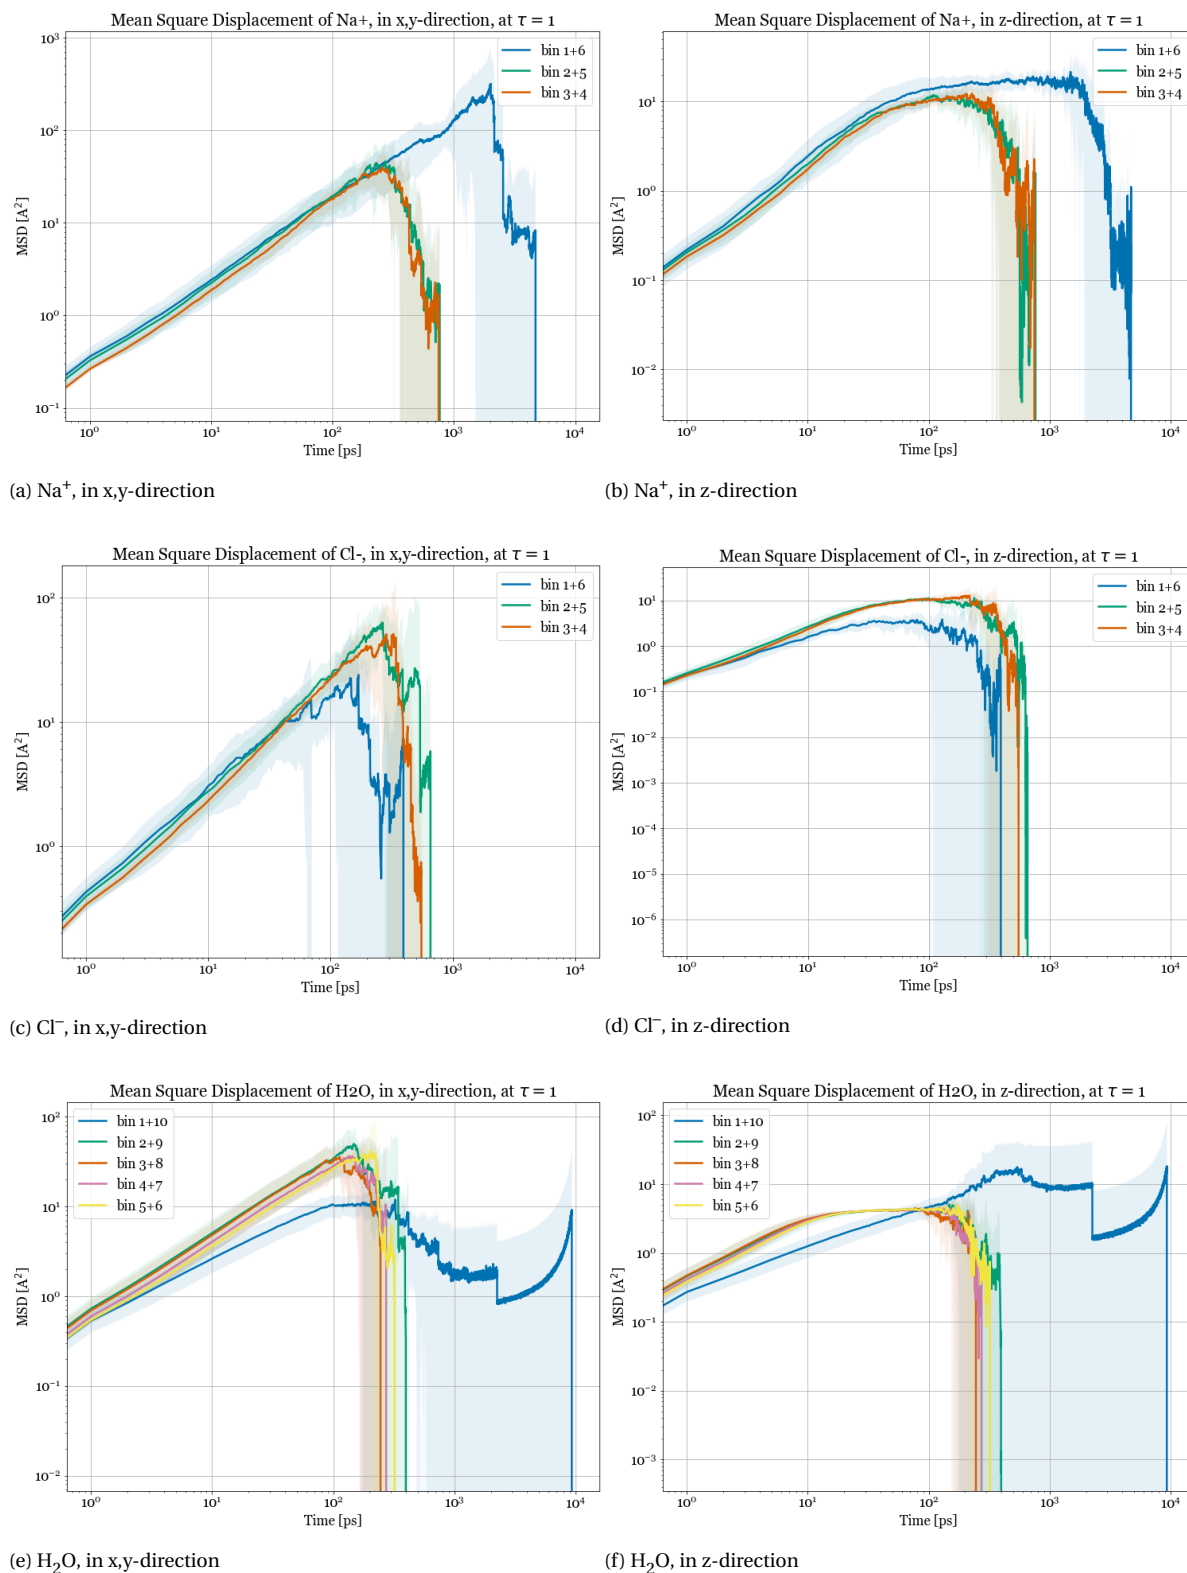 Mean Square Displacement of Na+, in x,y-direction, at τ = 1
10³
10²
10¹
10⁰
10⁻¹
MSD [A²]
bin 1+6
bin 2+5
bin 3+4
10⁰ 10¹ 10² 10³ 10⁴
Time [ps]
(a) Na⁺, in x,y-direction
Mean Square Displacement of Na+, in z-direction, at τ = 1
10¹
10⁰
10⁻¹
10⁻²
MSD [A²]
bin 1+6
bin 2+5
bin 3+4
10⁰ 10¹ 10² 10³ 10⁴
Time [ps]
(b) Na⁺, in z-direction
Mean Square Displacement of Cl-, in x,y-direction, at τ = 1
10²
10¹
10⁰
MSD [A²]
bin 1+6
bin 2+5
bin 3+4
10⁰ 10¹ 10² 10³ 10⁴
Time [ps]
(c) Cl⁻, in x,y-direction
Mean Square Displacement of Cl-, in z-direction, at τ = 1
10¹
10⁰
10⁻¹
10⁻²
10⁻³
10⁻⁴
10⁻⁵
10⁻⁶
MSD [A²]
bin 1+6
bin 2+5
bin 3+4
10⁰ 10¹ 10² 10³ 10⁴
Time [ps]
(d) Cl⁻, in z-direction
Mean Square Displacement of H2O, in x,y-direction, at τ = 1
10²
10¹
10⁰
10⁻¹
10⁻²
MSD [A²]
bin 1+10
bin 2+9
bin 3+8
bin 4+7
bin 5+6
10⁰ 10¹ 10² 10³ 10⁴
Time [ps]
(e) H₂O, in x,y-direction
Mean Square Displacement of H2O, in z-direction, at τ = 1
10²
10¹
10⁰
10⁻¹
10⁻²
10⁻³
MSD [A²]
bin 1+10
bin 2+9
bin 3+8
bin 4+7
bin 5+6
10⁰ 10¹ 10² 10³ 10⁴
Time [ps]
(f) H₂O, in z-direction